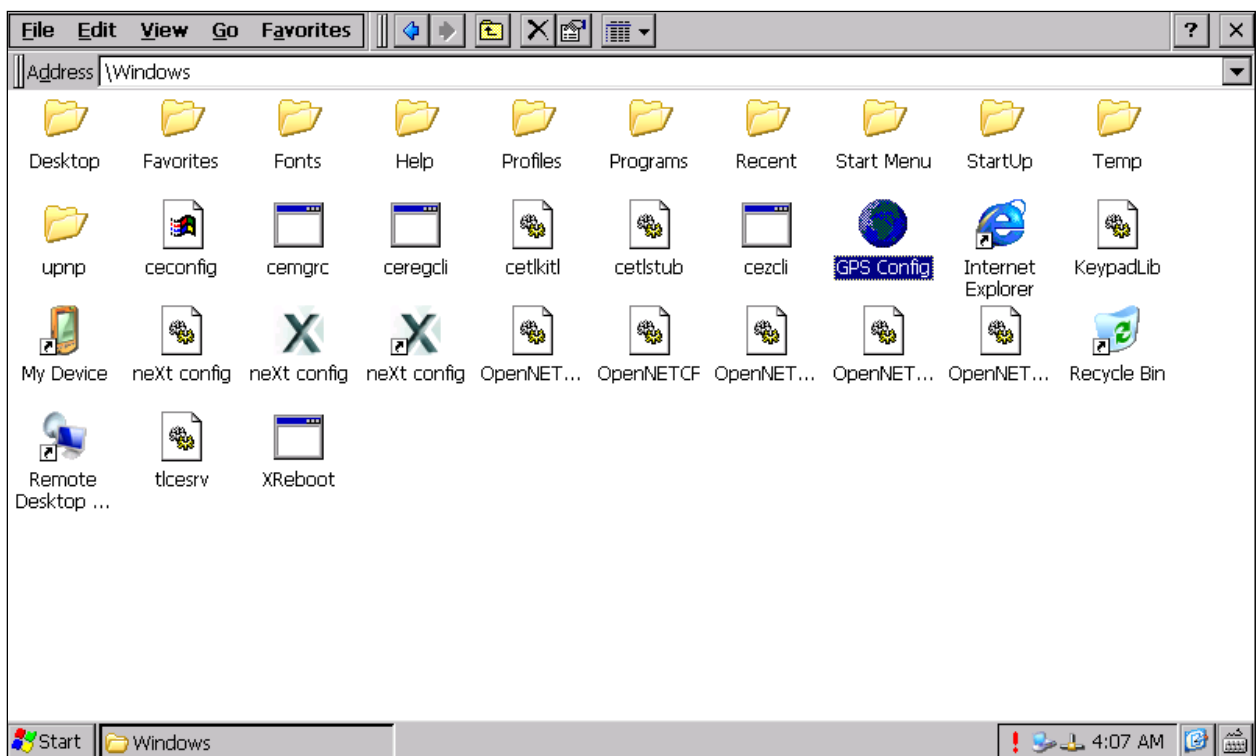 File Edit View Go Favorites ? ×
Address \Windows
Desktop Favorites Fonts Help Profiles Programs Recent Start Menu StartUp Temp
upnp ceconfig cemgrc ceregcli cetlkitl cetlstub cezcli GPS Config Internet Explorer KeypadLib
My Device neXt config neXt config neXt config OpenNET... OpenNETCF OpenNET... OpenNET... OpenNET... Recycle Bin
Remote Desktop ... tlcesrv XReboot
Start Windows 4:07 AM